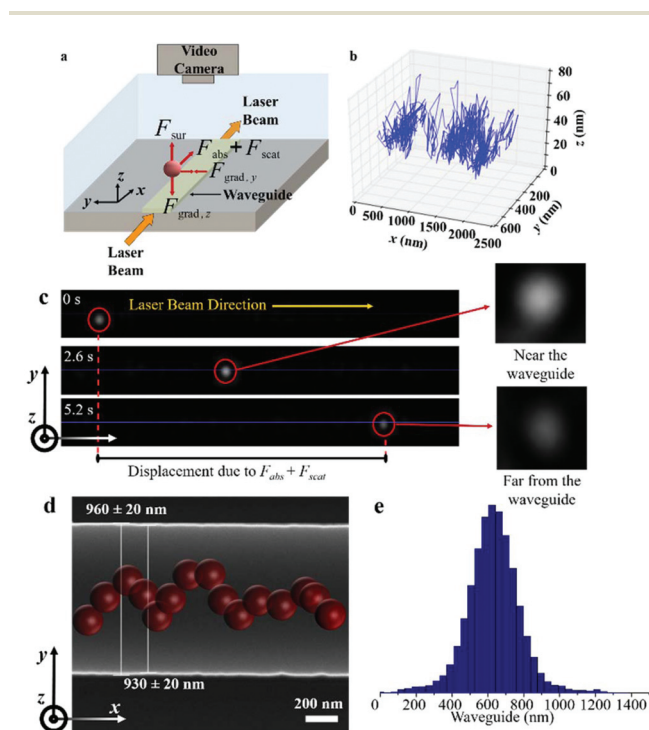 a
Video
Camera
Laser
Beam
F sur
F abs + F scat
F grad, y
Waveguide
F grad, z
z
x
y
Laser
Beam
b
80
60
40
20
0
z (nm)
0
500
1000
1500
2000
2500
x (nm)
200
400
600
y (nm)
c
0 s
Laser Beam Direction
2.6 s
5.2 s
y
z
Displacement due to F abs + F scat
Near the
waveguide
Far from the
waveguide
d
960 ± 20 nm
930 ± 20 nm
200 nm
y
z
x
e
0 200 400 600 800 1000 1200 1400
Waveguide (nm)